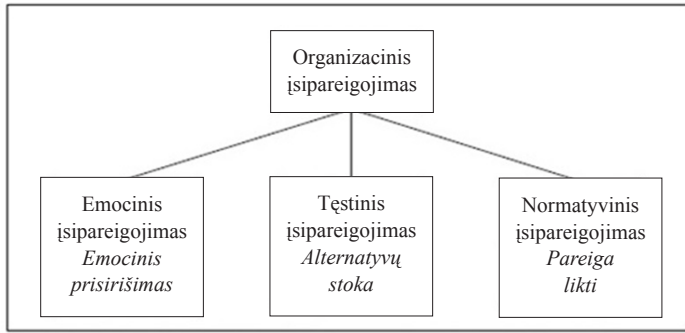 Organizacinis
įsipareigojimas
Emocinis
įsipareigojimas
Emocinis
prisirišimas
Tęstinis
įsipareigojimas
Alternatyvų
stoka
Normatyvinis
įsipareigojimas
Pareiga
likti